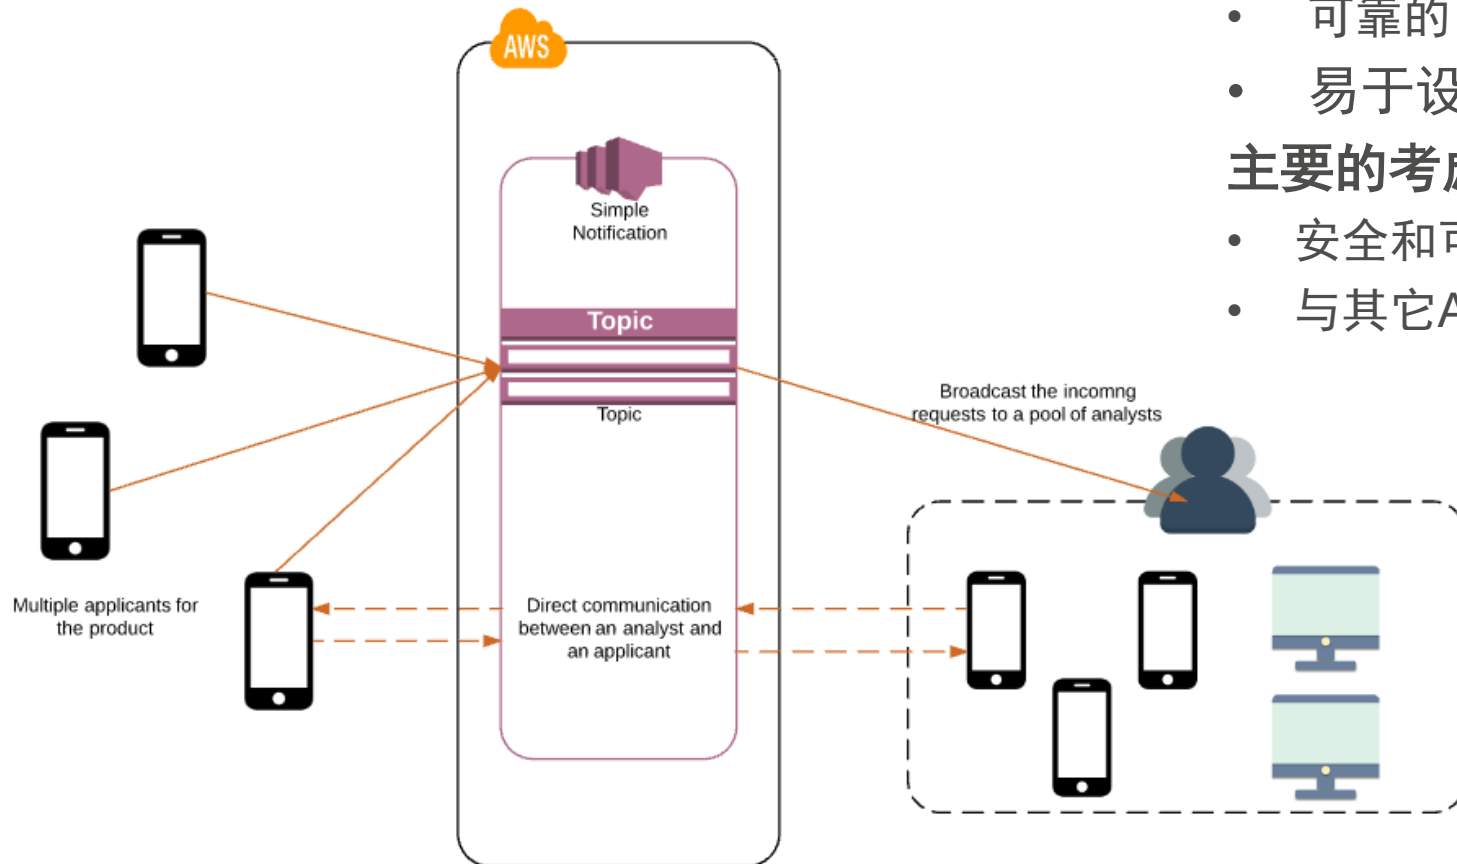 AWS
Simple
Notification
Topic
Topic
Multiple applicants for
the product
Direct communication
between an analyst and
an applicant
Broadcast the incomng
requests to a pool of analysts
• 可靠的
• 易于设
主要的考虑
• 安全和可
• 与其它A